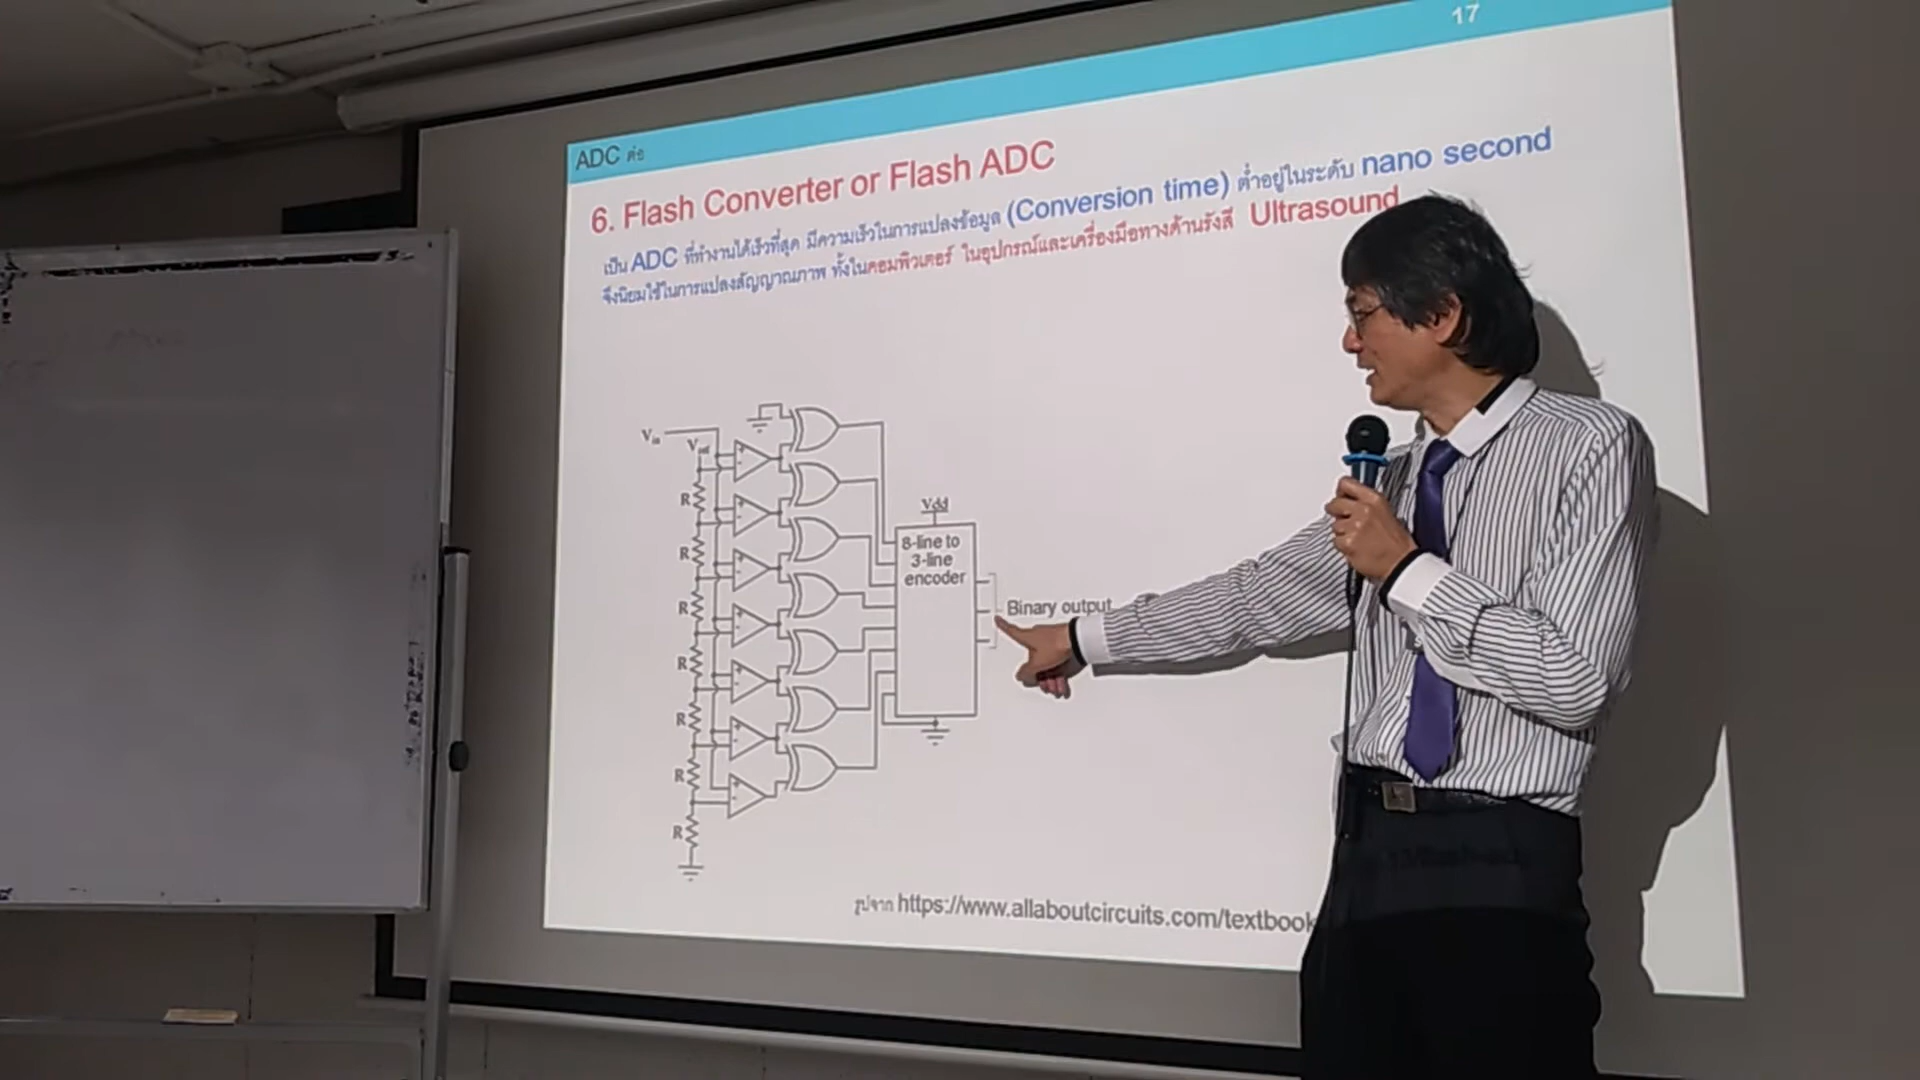 17
ADC ต่อ
6. Flash Converter or Flash ADC
เป็น ADC ที่ทำงานได้เร็วที่สุด มีความเร็วในการแปลงข้อมูล (Conversion time) ต่ำอยู่ในระดับ nano second
จึงนิยมใช้ในการแปลงสัญญาณภาพ ทั้งในคอมพิวเตอร์ ในอุปกรณ์และเครื่องมือทางด้านรังสี Ultrasound
Vin
Vref
R
R
R
R
R
R
R
Vdd
8-line to
3-line
encoder
Binary output
รูปจาก https://www.allaboutcircuits.com/textbook